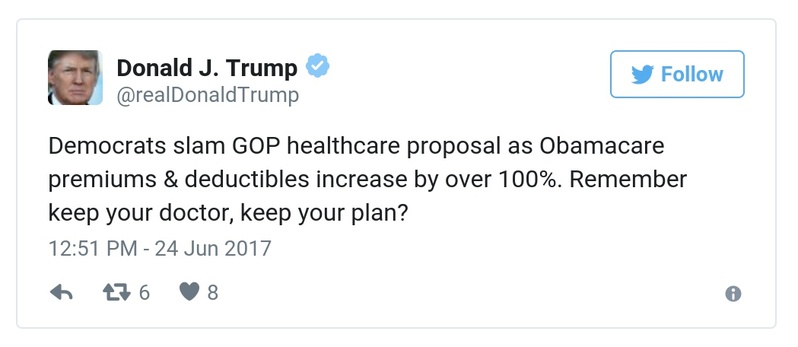 Donald J. Trump
@realDonaldTrump
Follow
Democrats slam GOP healthcare proposal as Obamacare
premiums & deductibles increase by over 100%. Remember
keep your doctor, keep your plan?
12:51 PM - 24 Jun 2017
6 8